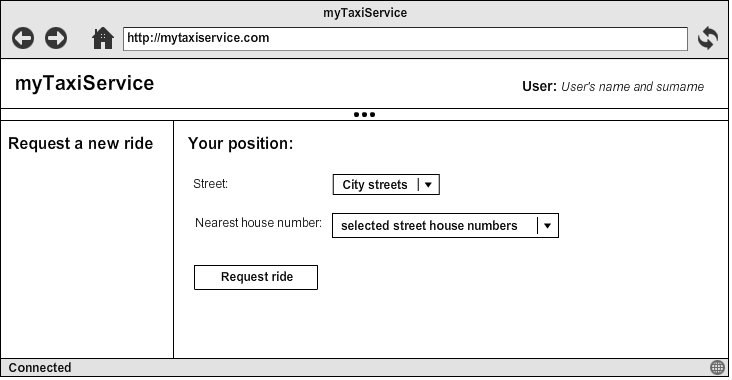 myTaxiService
http://mytaxiservice.com
myTaxiService
User: User's name and surname
Request a new ride
Your position:
Street:
City streets
Nearest house number:
selected street house numbers
Request ride
Connected